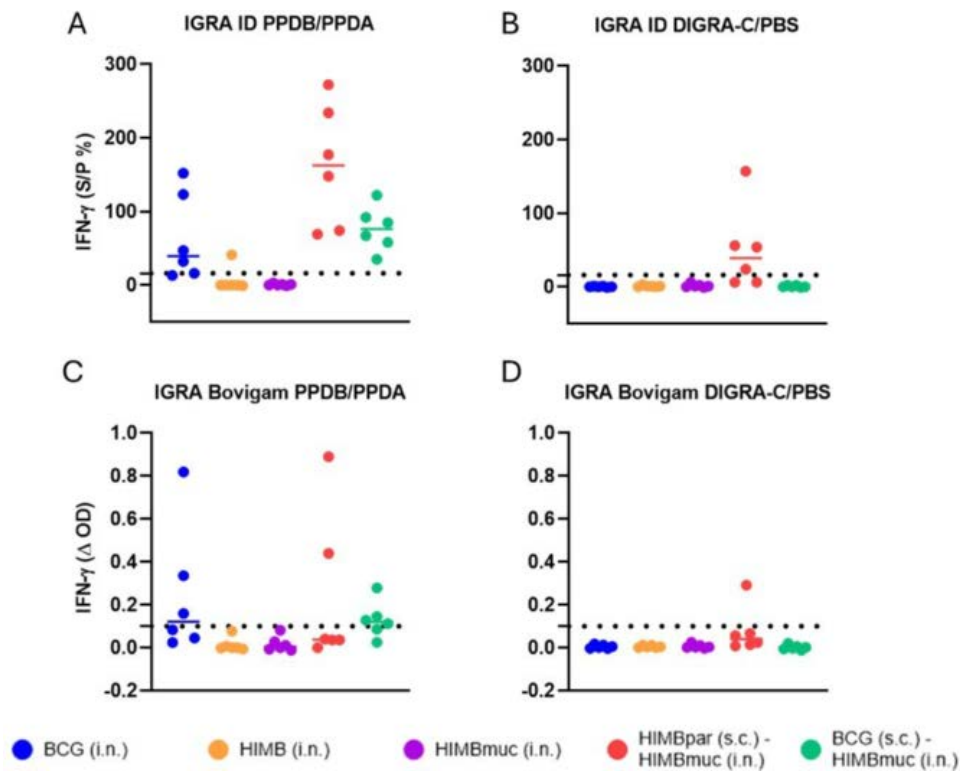 A
IGRA ID PPDB/PPDA
IFN-γ (S/P %)
300
200
100
0
B
IGRA ID DIGRA-C/PBS
300
200
100
0
C
IGRA Bovigam PPDB/PPDA
IFN-γ (Δ OD)
1.0
0.8
0.6
0.4
0.2
0.0
-0.2
D
IGRA Bovigam DIGRA-C/PBS
1.0
0.8
0.6
0.4
0.2
0.0
-0.2
BCG (i.n.)
HIMB (i.n.)
HIMBmuc (i.n.)
HIMBpar (s.c.) -
HIMBmuc (i.n.)
BCG (s.c.) -
HIMBmuc (i.n.)